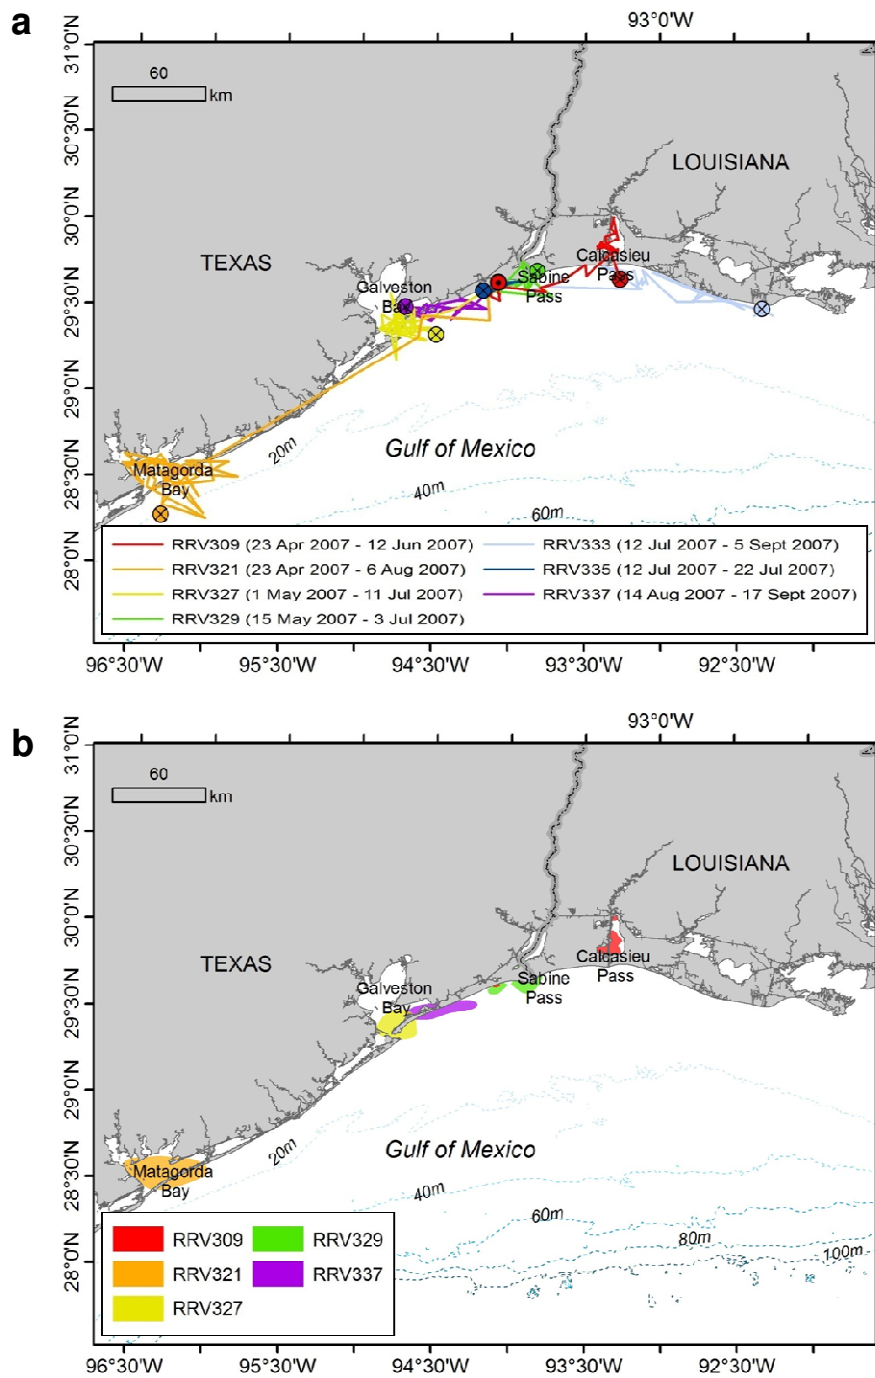 a
93°0'W
31°0'N
60
km
30°30'N
LOUISIANA
30°0'N
TEXAS
Calcasieu
Pass
Galveston
Bay
Sabine
Pass
29°30'N
29°0'N
20m
Gulf of Mexico
28°30'N
Matagorda
Bay
40m
60m
28°0'N
RRV309 (23 Apr 2007 - 12 Jun 2007)
RRV321 (23 Apr 2007 - 6 Aug 2007)
RRV327 (1 May 2007 - 11 Jul 2007)
RRV329 (15 May 2007 - 3 Jul 2007)
RRV333 (12 Jul 2007 - 5 Sept 2007)
RRV335 (12 Jul 2007 - 22 Jul 2007)
RRV337 (14 Aug 2007 - 17 Sept 2007)
96°30'W 95°30'W 94°30'W 93°30'W 92°30'W
b
93°0'W
31°0'N
60
km
30°30'N
LOUISIANA
30°0'N
TEXAS
Calcasieu
Pass
Galveston
Bay
Sabine
Pass
29°30'N
29°0'N
20m
Gulf of Mexico
28°30'N
Matagorda
Bay
40m
60m
80m
100m
28°0'N
RRV309
RRV321
RRV327
RRV329
RRV337
96°30'W 95°30'W 94°30'W 93°30'W 92°30'W